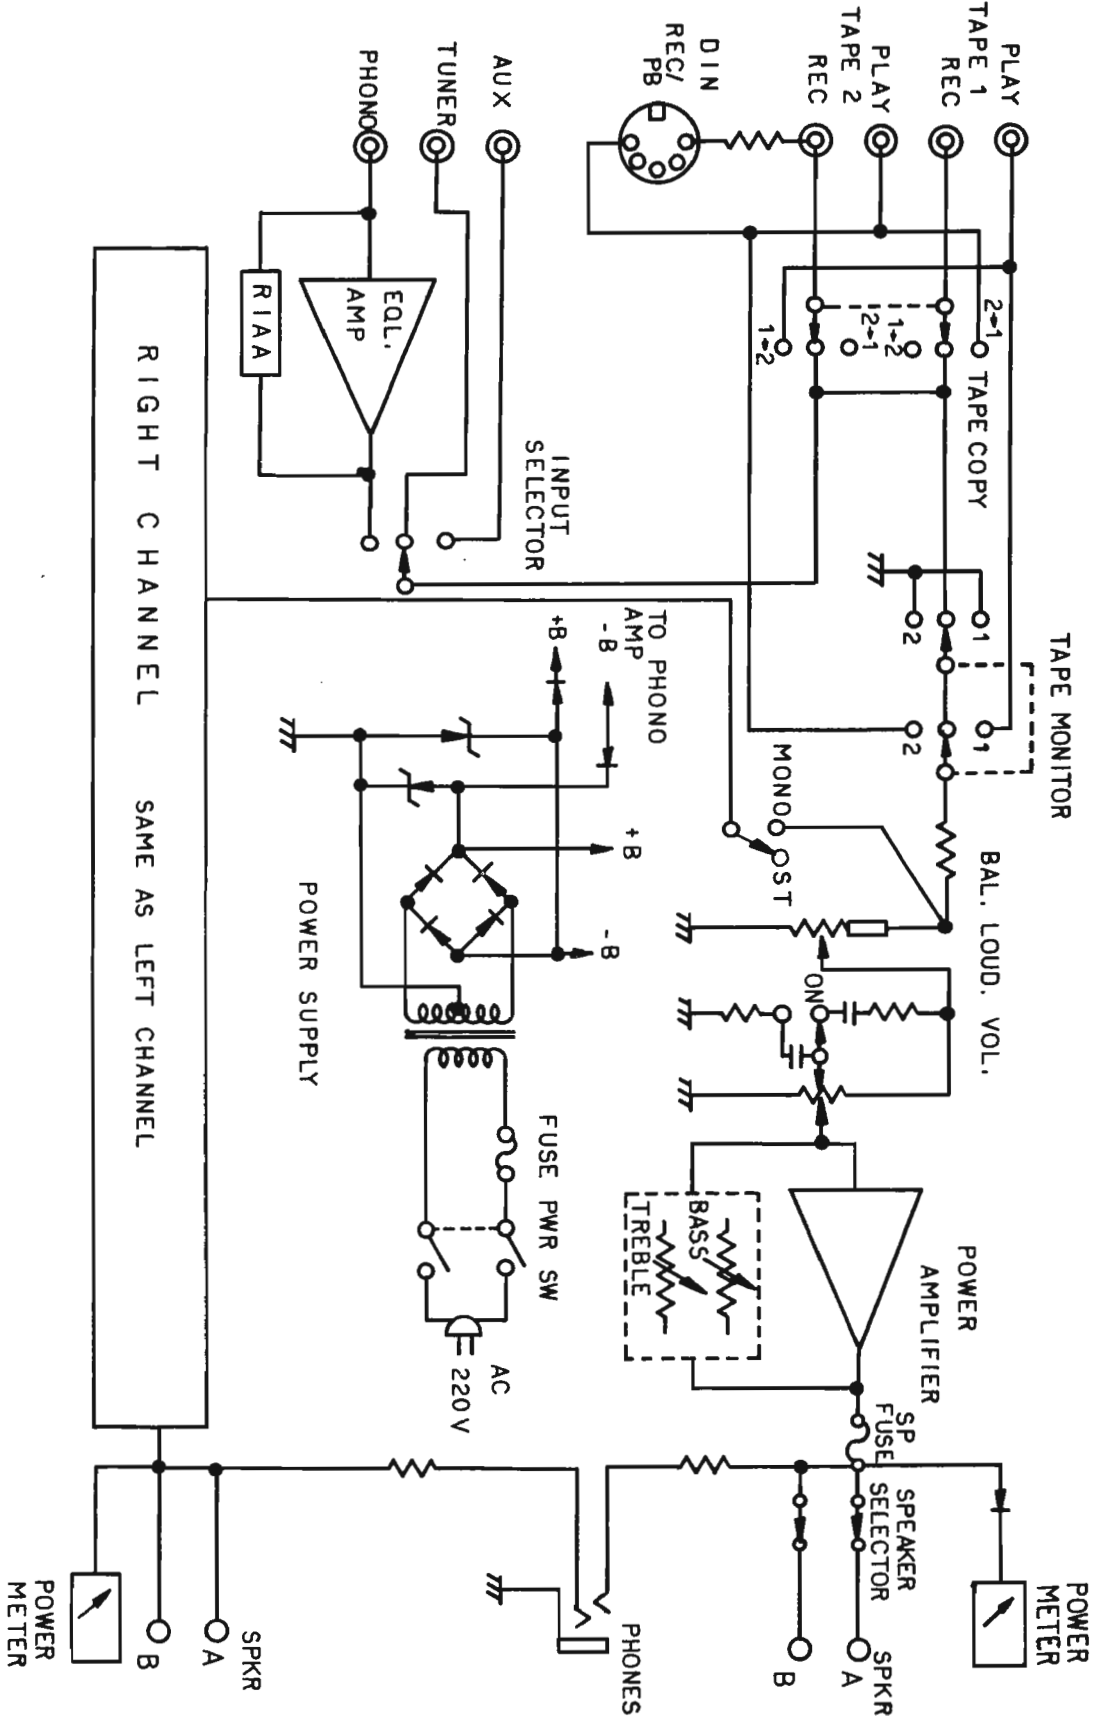 PLAY
TAPE 1
REC
PLAY
TAPE 2
REC
DIN
REC/
PB
AUX
TUNER
PHONO
2→1
TAPE COPY
1→2
2→1
1→2
EQL.
AMP
RIAA
INPUT
SELECTOR
TAPE MONITOR
1
2
1
2
MONO
ST
BAL. LOUD. VOL.
ON
POWER
AMPLIFIER
BASS
TREBLE
SP
FUSE
SPEAKER
SELECTOR
POWER
METER
SPKR
A
B
PHONES
TO PHONO
AMP
-B
+B
+B
-B
POWER SUPPLY
FUSE PWR SW
AC
220V
RIGHT CHANNEL SAME AS LEFT CHANNEL
SPKR
A
B
POWER
METER